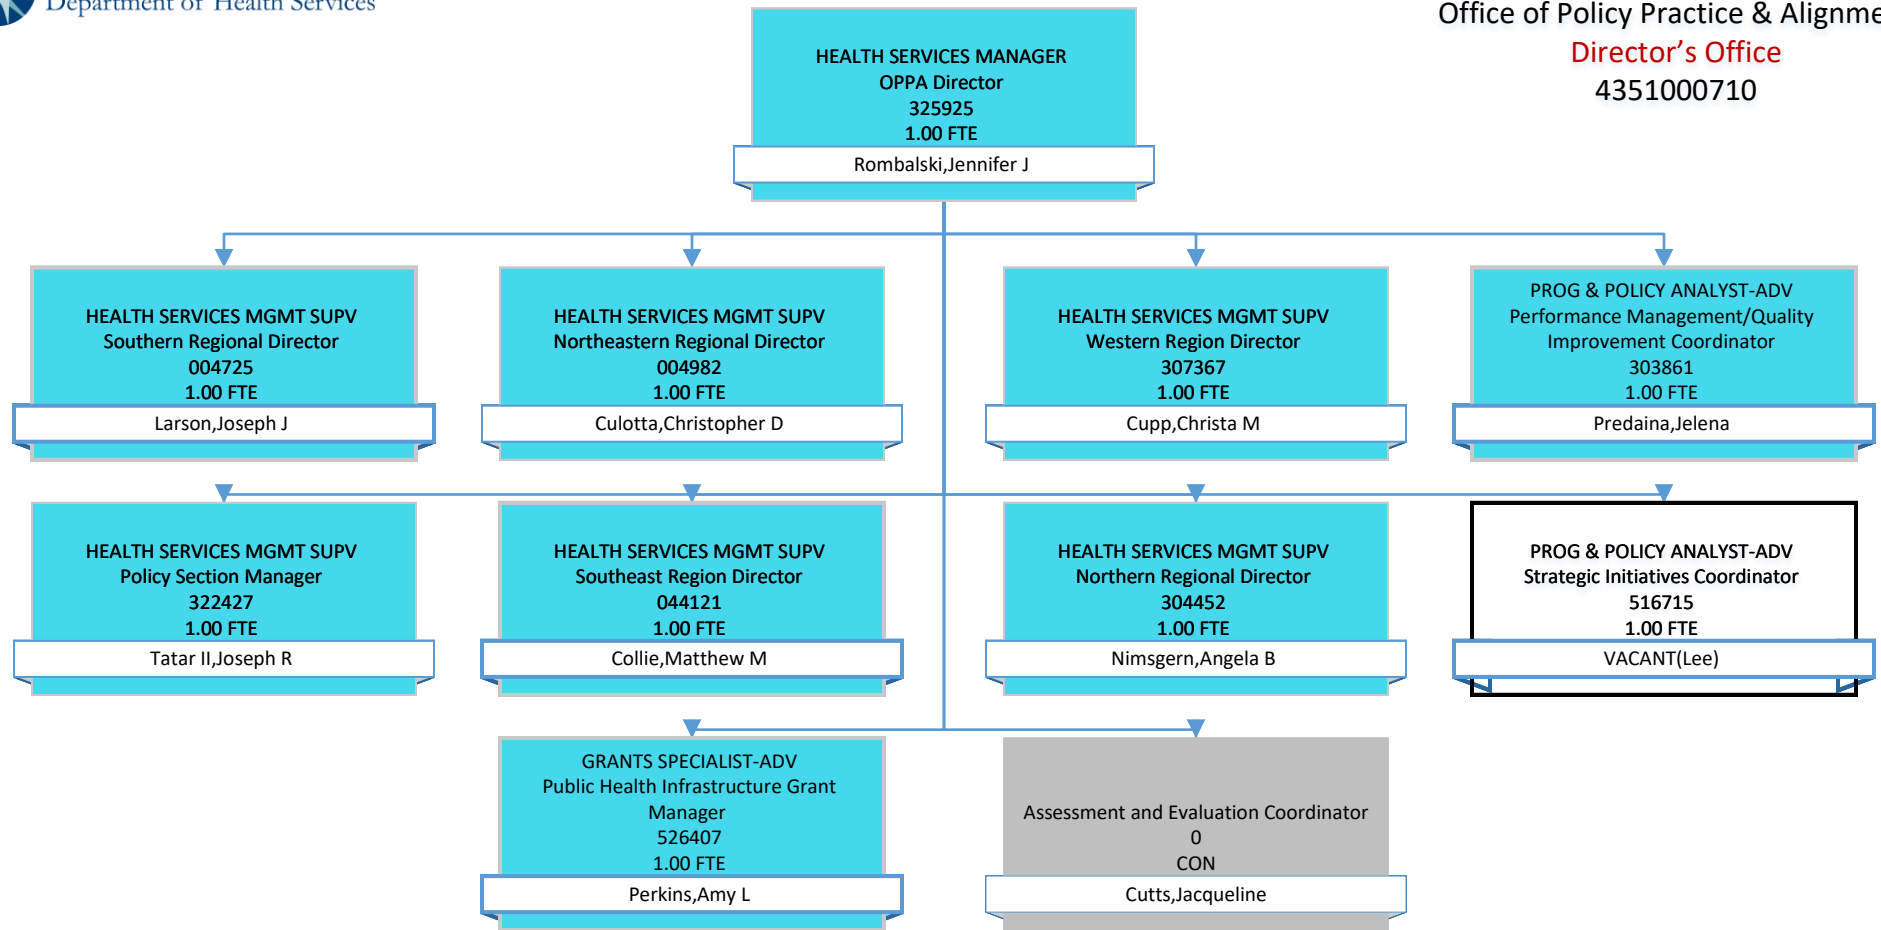 Department of Health Services
Office of Policy Practice & Alignme
Director's Office
4351000710
HEALTH SERVICES MANAGER
OPPA Director
325925
1.00 FTE
Rombalski,Jennifer J
HEALTH SERVICES MGMT SUPV
Southern Regional Director
004725
1.00 FTE
Larson,Joseph J
HEALTH SERVICES MGMT SUPV
Northeastern Regional Director
004982
1.00 FTE
Culotta,Christopher D
HEALTH SERVICES MGMT SUPV
Western Region Director
307367
1.00 FTE
Cupp,Christa M
PROG & POLICY ANALYST-ADV
Performance Management/Quality
Improvement Coordinator
303861
1.00 FTE
Predaina,Jelena
HEALTH SERVICES MGMT SUPV
Policy Section Manager
322427
1.00 FTE
Tatar II,Joseph R
HEALTH SERVICES MGMT SUPV
Southeast Region Director
044121
1.00 FTE
Collie,Matthew M
HEALTH SERVICES MGMT SUPV
Northern Regional Director
304452
1.00 FTE
Nimsgern,Angela B
PROG & POLICY ANALYST-ADV
Strategic Initiatives Coordinator
516715
1.00 FTE
VACANT(Lee)
GRANTS SPECIALIST-ADV
Public Health Infrastructure Grant
Manager
526407
1.00 FTE
Perkins,Amy L
Assessment and Evaluation Coordinator
0
CON
Cutts,Jacqueline